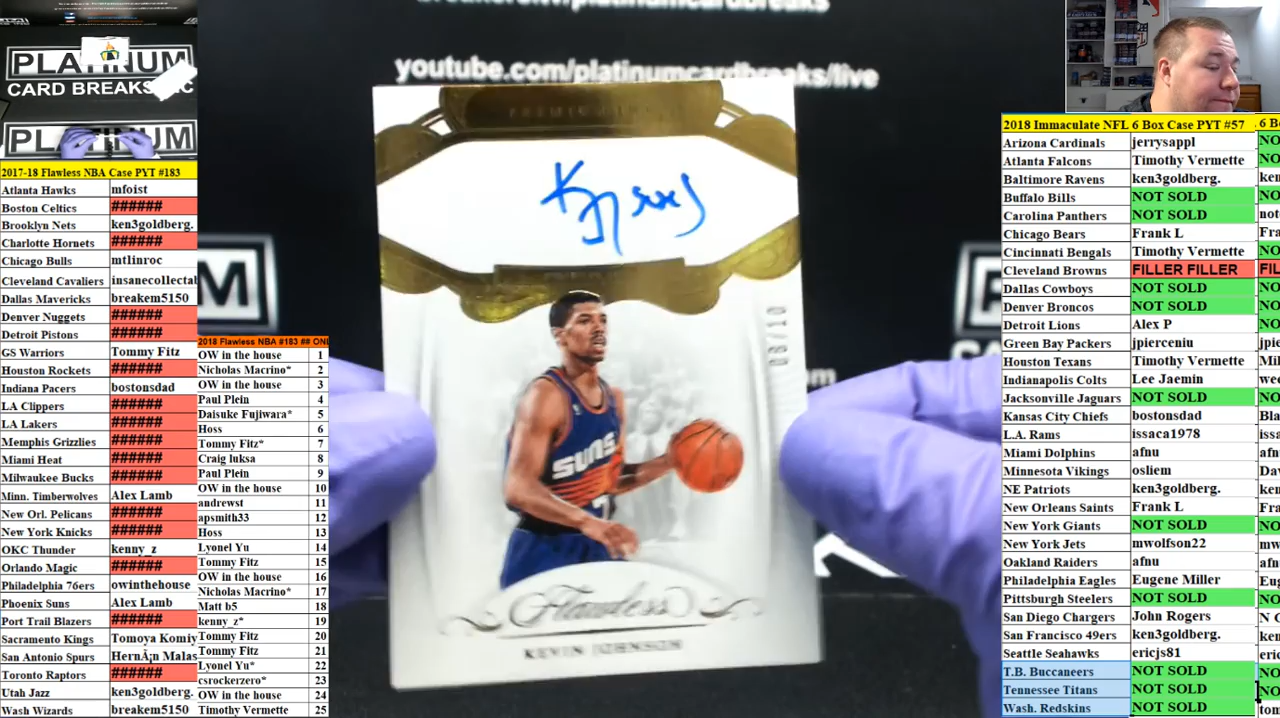 youtube.com/platinumcardbreaks/live
PLATINUM
CARD BREAKS INC
PLATINUM
2017-18 Flawless NBA Case PYT #183
Atlanta Hawks mfoist
Boston Celtics ######
Brooklyn Nets ken3goldberg.
Charlotte Hornets ######
Chicago Bulls mtlinroc
Cleveland Cavaliers insanecollectab
Dallas Mavericks breakem5150
Denver Nuggets ######
Detroit Pistons ######
GS Warriors Tommy Fitz
Houston Rockets ######
Indiana Pacers bostonsdad
LA Clippers ######
LA Lakers ######
Memphis Grizzlies ######
Miami Heat ######
Milwaukee Bucks ######
Minn. Timberwolves Alex Lamb
New Orl. Pelicans ######
New York Knicks ######
OKC Thunder kenny_z
Orlando Magic ######
Philadelphia 76ers owinthehouse
Phoenix Suns Alex Lamb
Port Trail Blazers ######
Sacramento Kings Tomoya Komiy
San Antonio Spurs HernÃ¡n Malas
Toronto Raptors ######
Utah Jazz ken3goldberg.
Wash Wizards breakem5150
2018 Flawless NBA #183 ## ONL
OW in the house 1
Nicholas Macrino* 2
OW in the house 3
Paul Plein 4
Daisuke Fujiwara* 5
Hoss 6
Tommy Fitz* 7
Craig luksa 8
Paul Plein 9
OW in the house 10
andrewst 11
apsmith33 12
Hoss 13
Lyonel Yu 14
Tommy Fitz 15
OW in the house 16
Nicholas Macrino* 17
Matt b5 18
kenny_z* 19
Tommy Fitz 20
Tommy Fitz 21
Lyonel Yu* 22
csrockerzero* 23
OW in the house 24
Timothy Vermette 25
SUNS
7
Flawless
KEVIN JOHNSON
08/10
2018 Immaculate NFL 6 Box Case PYT #57
Arizona Cardinals jerrysappl
Atlanta Falcons Timothy Vermette
Baltimore Ravens ken3goldberg.
Buffalo Bills NOT SOLD
Carolina Panthers NOT SOLD
Chicago Bears Frank L
Cincinnati Bengals Timothy Vermette
Cleveland Browns FILLER FILLER
Dallas Cowboys NOT SOLD
Denver Broncos NOT SOLD
Detroit Lions Alex P
Green Bay Packers jpierceniu
Houston Texans Timothy Vermette
Indianapolis Colts Lee Jaemin
Jacksonville Jaguars NOT SOLD
Kansas City Chiefs bostonsdad
L.A. Rams issaca1978
Miami Dolphins afnu
Minnesota Vikings osliem
NE Patriots ken3goldberg.
New Orleans Saints Frank L
New York Giants NOT SOLD
New York Jets mwolfson22
Oakland Raiders afnu
Philadelphia Eagles Eugene Miller
Pittsburgh Steelers NOT SOLD
San Diego Chargers John Rogers
San Francisco 49ers ken3goldberg.
Seattle Seahawks ericjs81
T.B. Buccaneers NOT SOLD
Tennessee Titans NOT SOLD
Wash. Redskins NOT SOLD